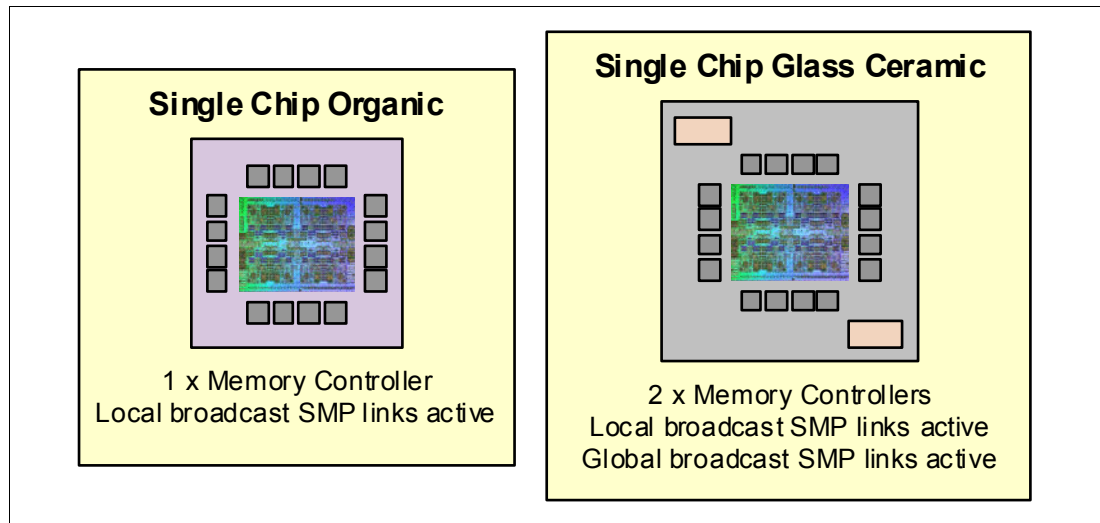 Single Chip Organic
1 x Memory Controller
Local broadcast SMP links active
Single Chip Glass Ceramic
2 x Memory Controllers
Local broadcast SMP links active
Global broadcast SMP links active